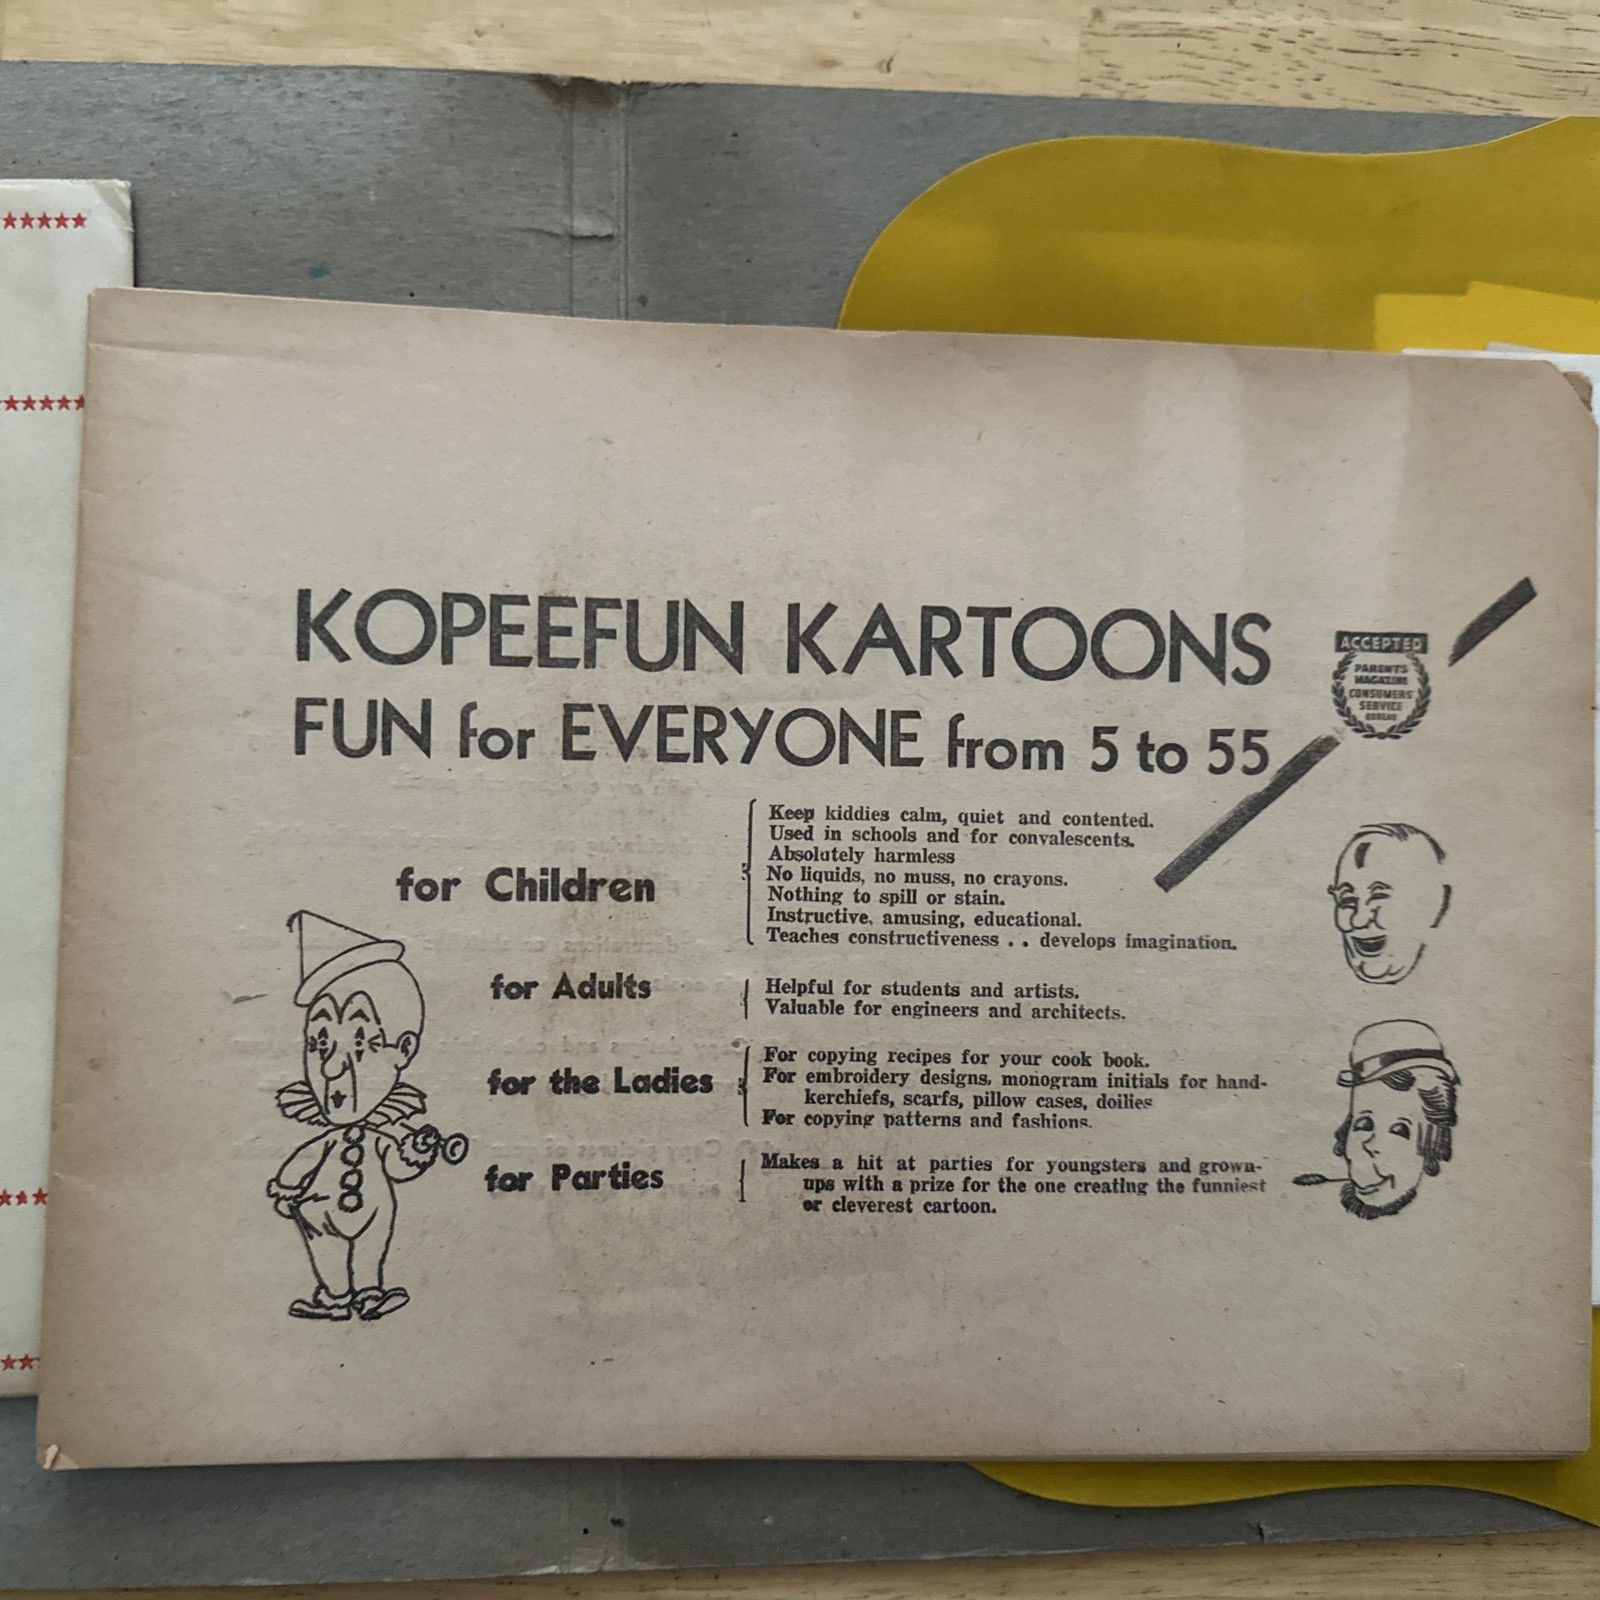 KOPEEFUN KARTOONS
FUN for EVERYONE from 5 to 55
ACCEPTED
PARENTS
MAGAZINE
CONSUMERS'
SERVICE
BUREAU
for Children
Keep kiddies calm, quiet and contented.
Used in schools and for convalescents.
Absolutely harmless
No liquids, no muss, no crayons.
Nothing to spill or stain.
Instructive, amusing, educational.
Teaches constructiveness . . develops imagination.
for Adults
Helpful for students and artists.
Valuable for engineers and architects.
for the Ladies
For copying recipes for your cook book.
For embroidery designs, monogram initials for hand-
kerchiefs, scarfs, pillow cases, doilies
For copying patterns and fashions.
for Parties
Makes a hit at parties for youngsters and grown-
ups with a prize for the one creating the funniest
or cleverest cartoon.